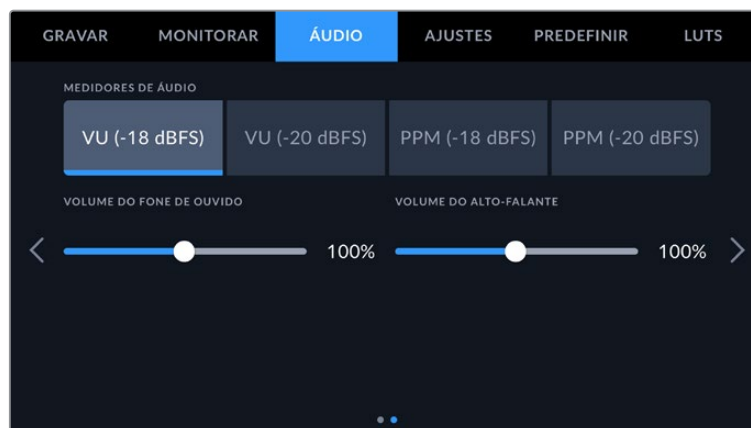 GRAVAR MONITORAR ÁUDIO AJUSTES PREDEFINIR LUTS
MEDIDORES DE ÁUDIO
VU (-18 dBFS) VU (-20 dBFS) PPM (-18 dBFS) PPM (-20 dBFS)
VOLUME DO FONE DE OUVIDO VOLUME DO ALTO-FALANTE
100% 100%